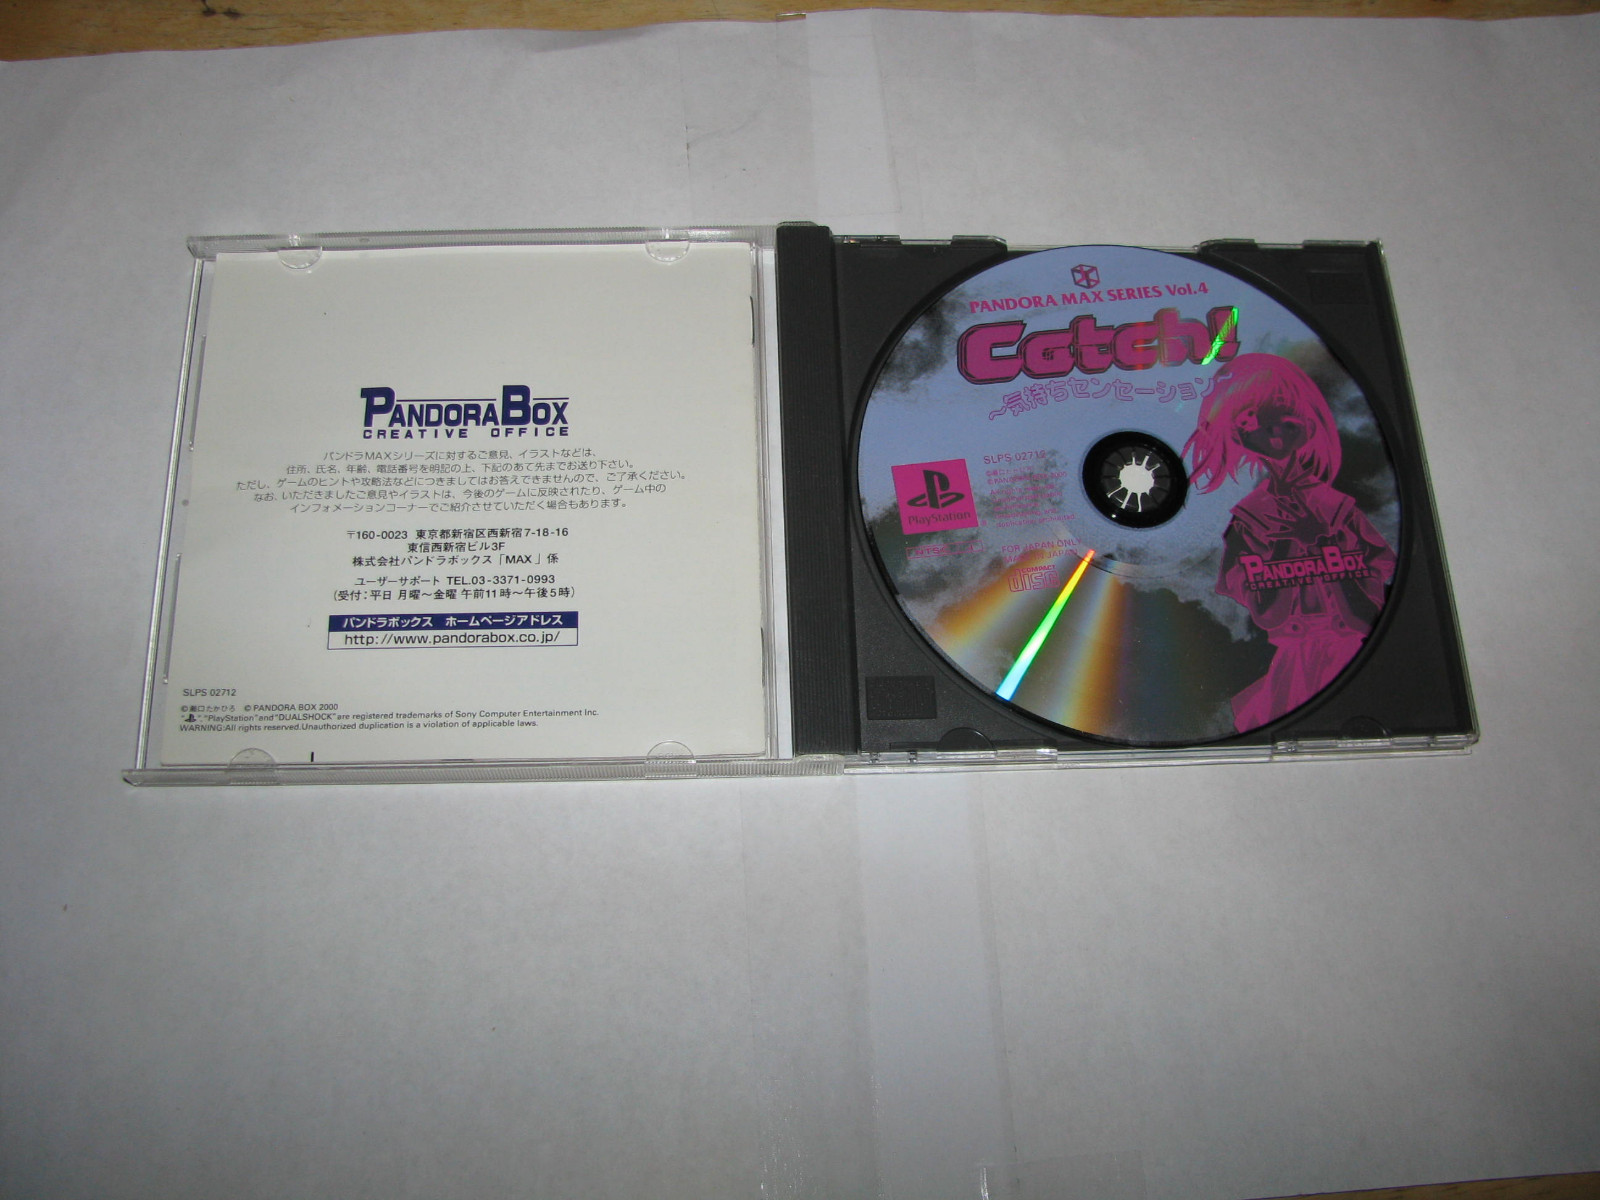 PANDORA BOX
CREATIVE OFFICE
パンドラMAXシリーズに対するご意見、イラストなどは、
住所、氏名、年齢、電話番号を明記の上、下記のあて先までお送り下さい。
ただし、ゲームのヒントや攻略法などにつきましてはお答えできませんので、ご了承ください。
なお、いただきましたご意見やイラストは、今後のゲームに反映されたり、ゲーム中の
インフォメーションコーナーでご紹介させていただく場合もあります。
〒160-0023 東京都新宿区西新宿7-18-16
東信西新宿ビル3F
株式会社パンドラボックス「MAX」係
ユーザーサポート TEL.03-3371-0993
(受付:平日 月曜～金曜 午前11時～午後5時)
パンドラボックス ホームページアドレス
http://www.pandorabox.co.jp/
SLPS 02712
©瀧口たかひろ ©PANDORA BOX 2000
" ", "PlayStation" and "DUALSHOCK" are registered trademarks of Sony Computer Entertainment Inc.
WARNING:All rights reserved.Unauthorized duplication is a violation of applicable laws.
PANDORA MAX SERIES Vol.4
Catch!
～気持ちセンセーション～
SLPS 02712
PlayStation
FOR JAPAN ONLY
MADE IN JAPAN
COMPACT
disc
PANDORA BOX
CREATIVE OFFICE